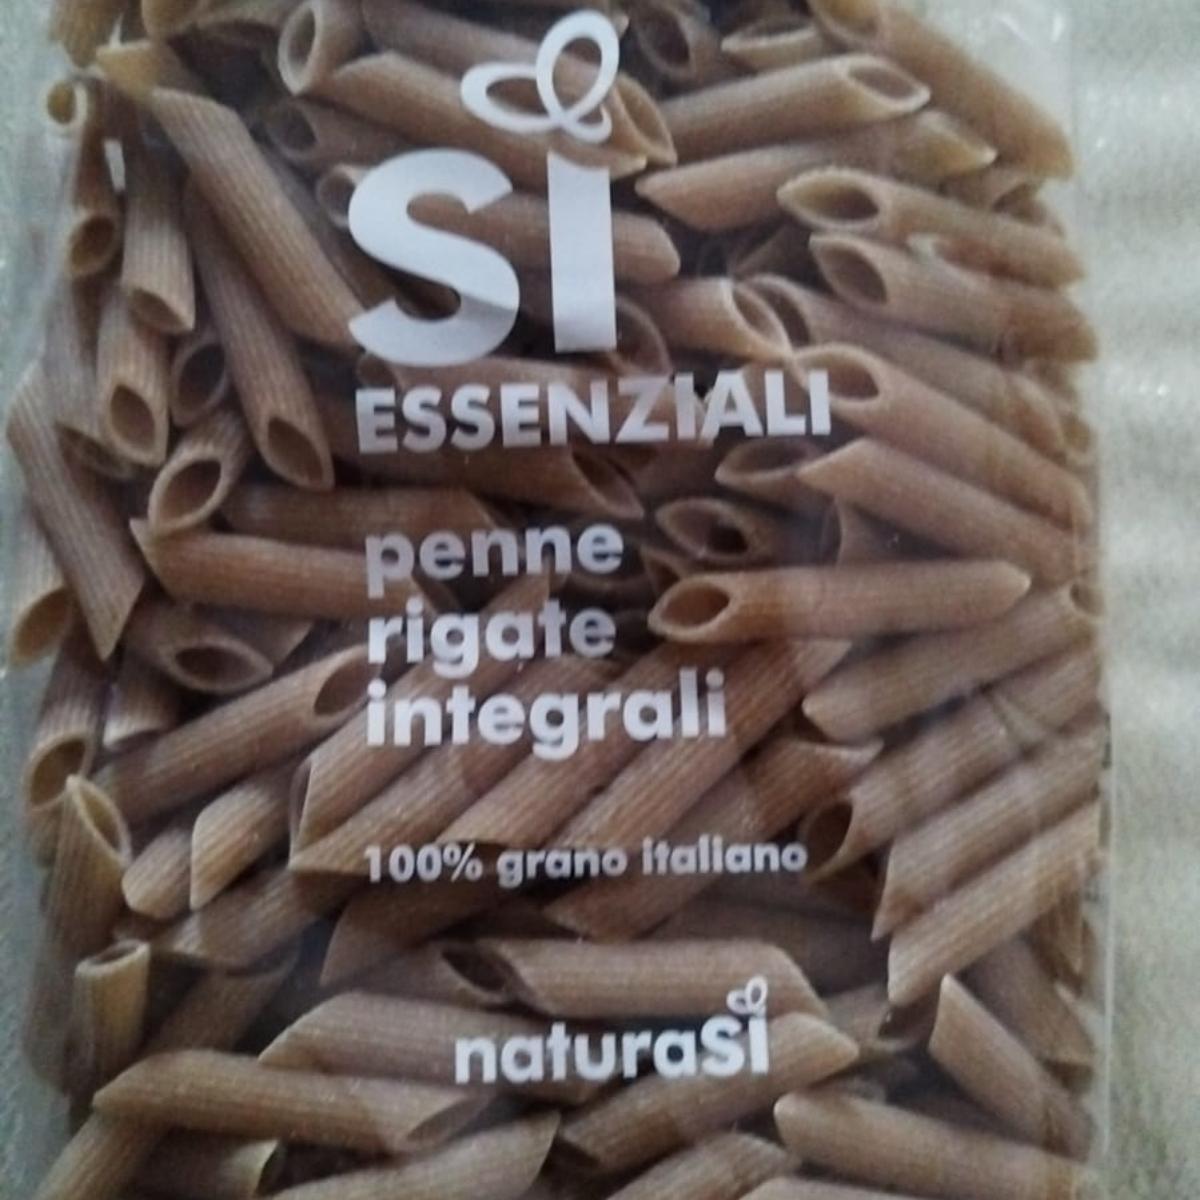 sì
ESSENZIALI
penne
rigate
integrali
100% grano italiano
naturasì